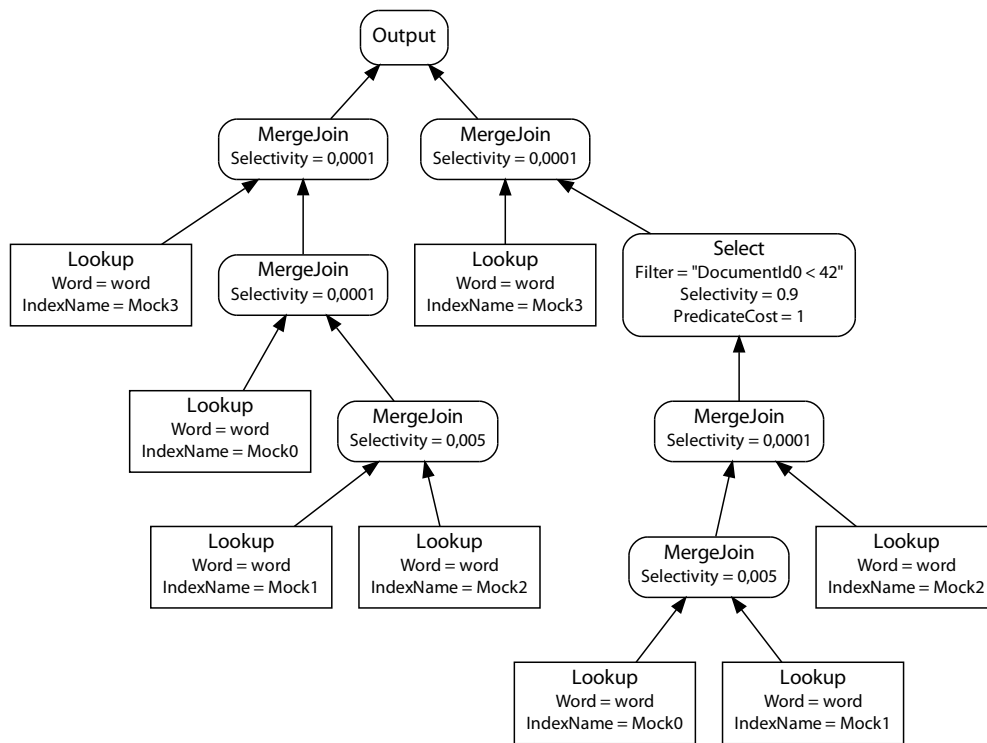 Output
MergeJoin
Selectivity = 0,0001
MergeJoin
Selectivity = 0,0001
Lookup
Word = word
IndexName = Mock3
MergeJoin
Selectivity = 0,0001
Lookup
Word = word
IndexName = Mock3
Select
Filter = "DocumentId0 < 42"
Selectivity = 0.9
PredicateCost = 1
Lookup
Word = word
IndexName = Mock0
MergeJoin
Selectivity = 0,005
MergeJoin
Selectivity = 0,0001
Lookup
Word = word
IndexName = Mock1
Lookup
Word = word
IndexName = Mock2
MergeJoin
Selectivity = 0,005
Lookup
Word = word
IndexName = Mock2
Lookup
Word = word
IndexName = Mock0
Lookup
Word = word
IndexName = Mock1